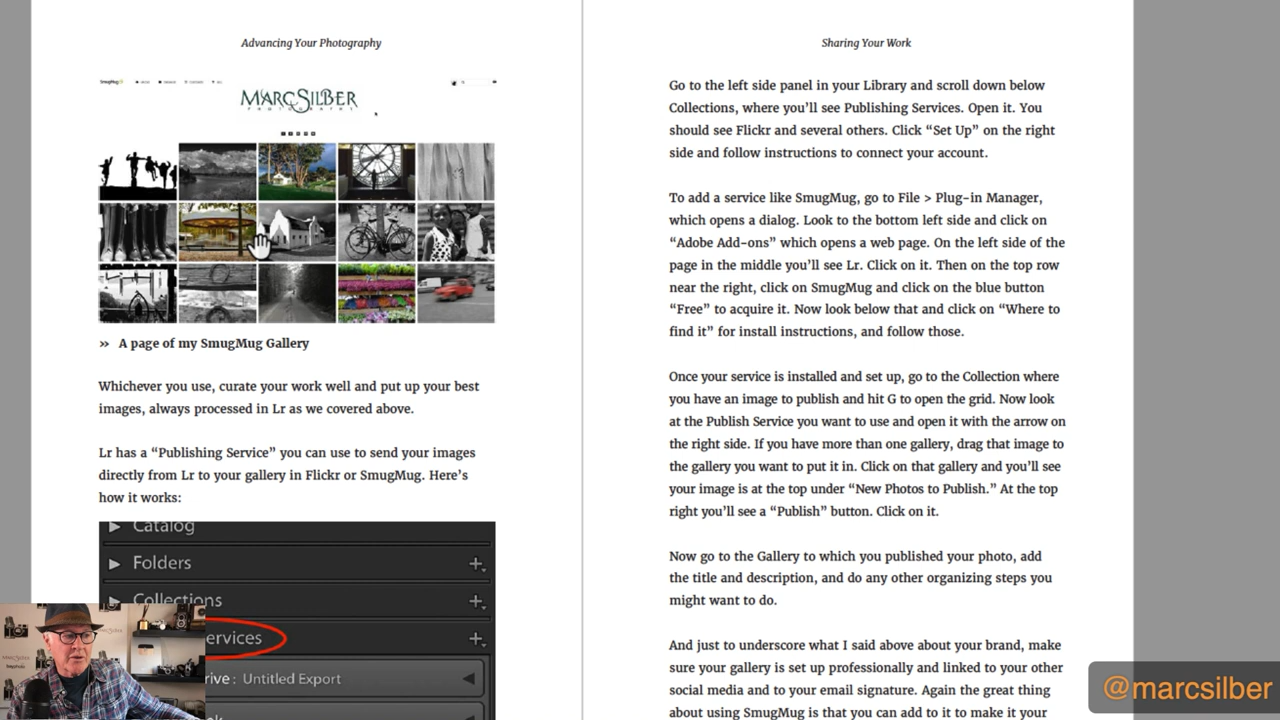 Advancing Your Photography
SmugMug
MARC SILBER
PHOTOGRAPHY
» A page of my SmugMug Gallery
Whichever you use, curate your work well and put up your best
images, always processed in Lr as we covered above.
Lr has a “Publishing Service” you can use to send your images
directly from Lr to your gallery in Flickr or SmugMug. Here’s
how it works:
Catalog
Folders
Collections
ervices
rive : Untitled Export
Sharing Your Work
Go to the left side panel in your Library and scroll down below
Collections, where you’ll see Publishing Services. Open it. You
should see Flickr and several others. Click “Set Up” on the right
side and follow instructions to connect your account.
To add a service like SmugMug, go to File > Plug-in Manager,
which opens a dialog. Look to the bottom left side and click on
“Adobe Add-ons” which opens a web page. On the left side of the
page in the middle you’ll see Lr. Click on it. Then on the top row
near the right, click on SmugMug and click on the blue button
“Free” to acquire it. Now look below that and click on “Where to
find it” for install instructions, and follow those.
Once your service is installed and set up, go to the Collection where
you have an image to publish and hit G to open the grid. Now look
at the Publish Service you want to use and open it with the arrow on
the right side. If you have more than one gallery, drag that image to
the gallery you want to put it in. Click on that gallery and you’ll see
your image is at the top under “New Photos to Publish.” At the top
right you’ll see a “Publish” button. Click on it.
Now go to the Gallery to which you published your photo, add
the title and description, and do any other organizing steps you
might want to do.
And just to underscore what I said above about your brand, make
sure your gallery is set up professionally and linked to your other
social media and to your email signature. Again the great thing
about using SmugMug is that you can add to it to make it your
@marcsilber